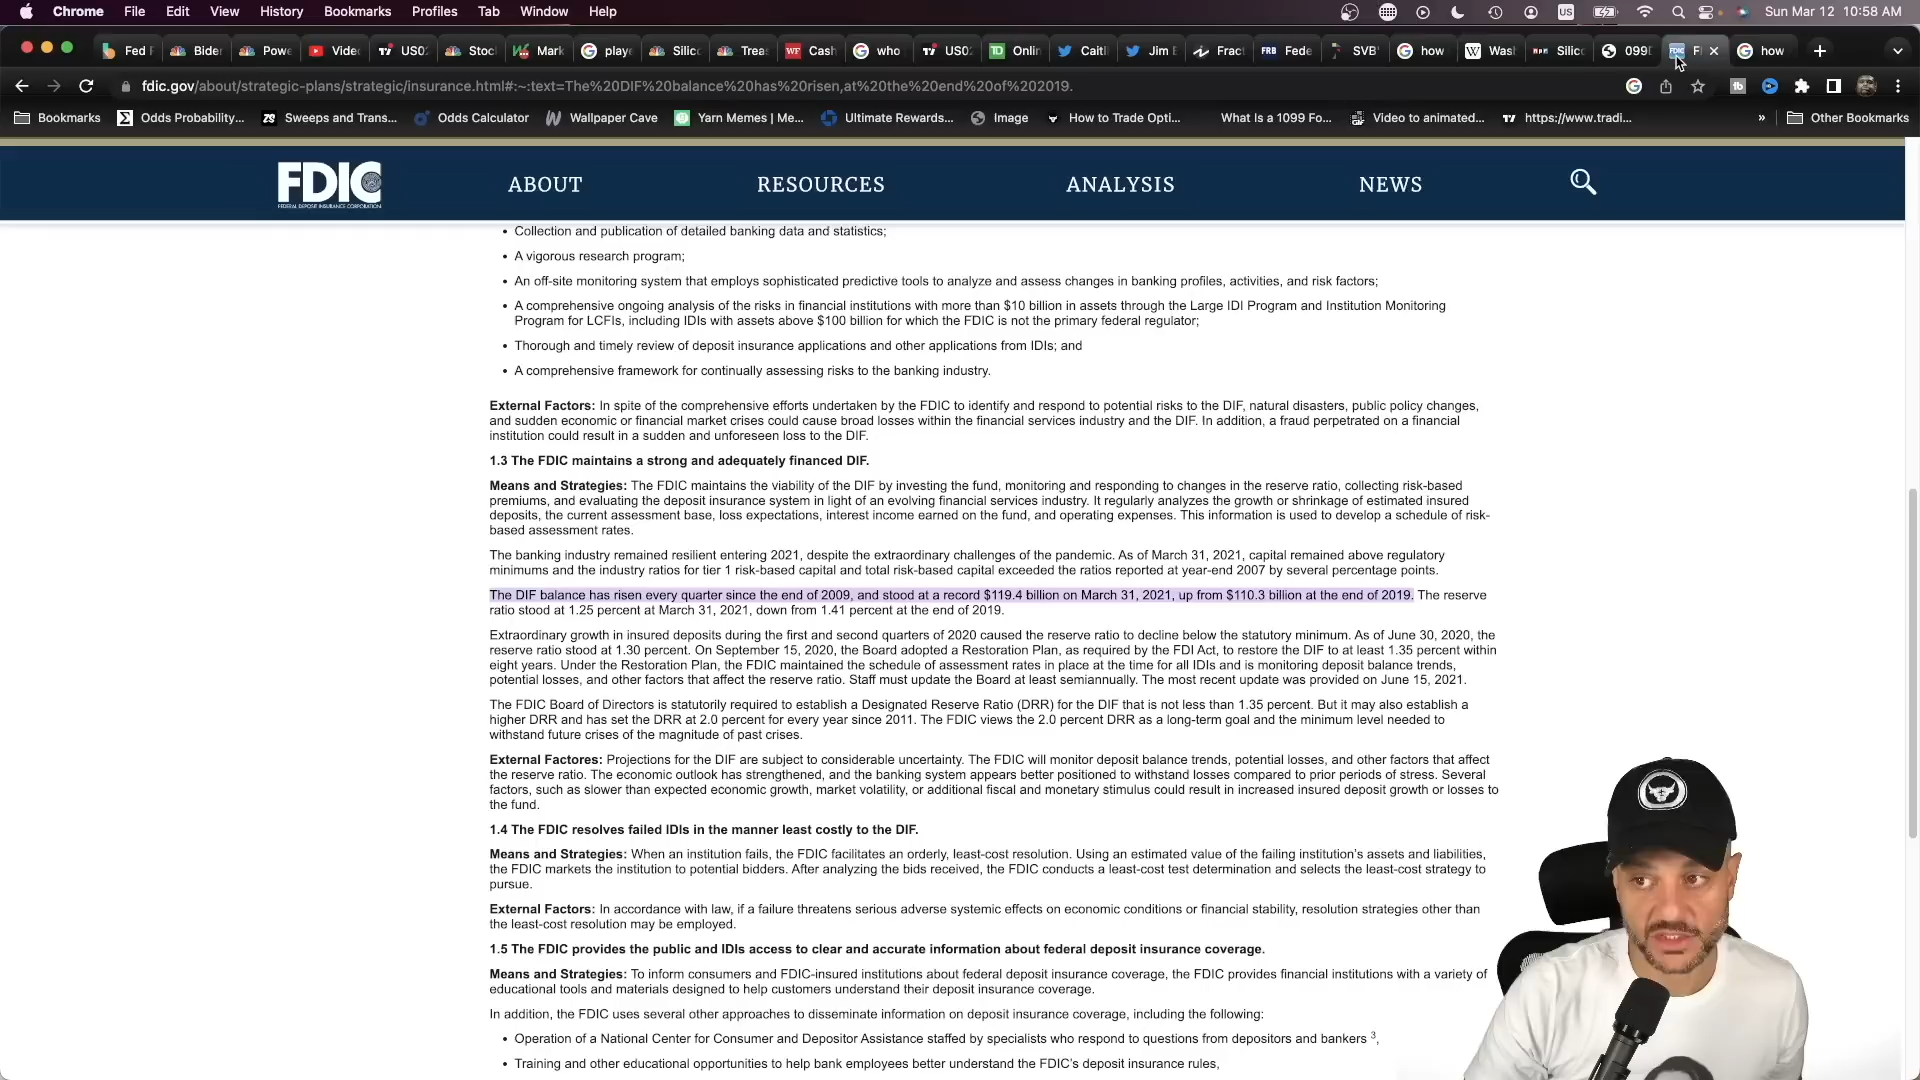 Chrome File Edit View History Bookmarks Profiles Tab Window Help US Sun Mar 12 10:58 AM
Fed F Bider Powe Video US02 Stoc Mark playe Silico Treas WF Cash who US02 TD Onlin Caitl Jim B Fract FRB Fede SVB' how W Wash npr Silico 099 FDIC F how
fdic.gov/about/strategic-plans/strategic/insurance.html#:~:text=The%20DIF%20balance%20has%20risen,at%20the%20end%20of%202019.
Bookmarks Odds Probability... Sweeps and Trans... Odds Calculator Wallpaper Cave Yarn Memes | Me... Ultimate Rewards... Image How to Trade Opti... What Is a 1099 Fo... Video to animated... https://www.tradi... » Other Bookmarks
FDIC ABOUT RESOURCES ANALYSIS NEWS
FEDERAL DEPOSIT INSURANCE CORPORATION
• Collection and publication of detailed banking data and statistics;
• A vigorous research program;
• An off-site monitoring system that employs sophisticated predictive tools to analyze and assess changes in banking profiles, activities, and risk factors;
• A comprehensive ongoing analysis of the risks in financial institutions with more than $10 billion in assets through the Large IDI Program and Institution Monitoring
Program for LCFIs, including IDIs with assets above $100 billion for which the FDIC is not the primary federal regulator;
• Thorough and timely review of deposit insurance applications and other applications from IDIs; and
• A comprehensive framework for continually assessing risks to the banking industry.
External Factors: In spite of the comprehensive efforts undertaken by the FDIC to identify and respond to potential risks to the DIF, natural disasters, public policy changes,
and sudden economic or financial market crises could cause broad losses within the financial services industry and the DIF. In addition, a fraud perpetrated on a financial
institution could result in a sudden and unforeseen loss to the DIF.
1.3 The FDIC maintains a strong and adequately financed DIF.
Means and Strategies: The FDIC maintains the viability of the DIF by investing the fund, monitoring and responding to changes in the reserve ratio, collecting risk-based
premiums, and evaluating the deposit insurance system in light of an evolving financial services industry. It regularly analyzes the growth or shrinkage of estimated insured
deposits, the current assessment base, loss expectations, interest income earned on the fund, and operating expenses. This information is used to develop a schedule of risk-
based assessment rates.
The banking industry remained resilient entering 2021, despite the extraordinary challenges of the pandemic. As of March 31, 2021, capital remained above regulatory
minimums and the industry ratios for tier 1 risk-based capital and total risk-based capital exceeded the ratios reported at year-end 2007 by several percentage points.
The DIF balance has risen every quarter since the end of 2009, and stood at a record $119.4 billion on March 31, 2021, up from $110.3 billion at the end of 2019. The reserve
ratio stood at 1.25 percent at March 31, 2021, down from 1.41 percent at the end of 2019.
Extraordinary growth in insured deposits during the first and second quarters of 2020 caused the reserve ratio to decline below the statutory minimum. As of June 30, 2020, the
reserve ratio stood at 1.30 percent. On September 15, 2020, the Board adopted a Restoration Plan, as required by the FDI Act, to restore the DIF to at least 1.35 percent within
eight years. Under the Restoration Plan, the FDIC maintained the schedule of assessment rates in place at the time for all IDIs and is monitoring deposit balance trends,
potential losses, and other factors that affect the reserve ratio. Staff must update the Board at least semiannually. The most recent update was provided on June 15, 2021.
The FDIC Board of Directors is statutorily required to establish a Designated Reserve Ratio (DRR) for the DIF that is not less than 1.35 percent. But it may also establish a
higher DRR and has set the DRR at 2.0 percent for every year since 2011. The FDIC views the 2.0 percent DRR as a long-term goal and the minimum level needed to
withstand future crises of the magnitude of past crises.
External Factores: Projections for the DIF are subject to considerable uncertainty. The FDIC will monitor deposit balance trends, potential losses, and other factors that affect
the reserve ratio. The economic outlook has strengthened, and the banking system appears better positioned to withstand losses compared to prior periods of stress. Several
factors, such as slower than expected economic growth, market volatility, or additional fiscal and monetary stimulus could result in increased insured deposit growth or losses to
the fund.
1.4 The FDIC resolves failed IDIs in the manner least costly to the DIF.
Means and Strategies: When an institution fails, the FDIC facilitates an orderly, least-cost resolution. Using an estimated value of the failing institution's assets and liabilities,
the FDIC markets the institution to potential bidders. After analyzing the bids received, the FDIC conducts a least-cost test determination and selects the least-cost strategy to
pursue.
External Factors: In accordance with law, if a failure threatens serious adverse systemic effects on economic conditions or financial stability, resolution strategies other than
the least-cost resolution may be employed.
1.5 The FDIC provides the public and IDIs access to clear and accurate information about federal deposit insurance coverage.
Means and Strategies: To inform consumers and FDIC-insured institutions about federal deposit insurance coverage, the FDIC provides financial institutions with a variety of
educational tools and materials designed to help customers understand their deposit insurance coverage.
In addition, the FDIC uses several other approaches to disseminate information on deposit insurance coverage, including the following:
• Operation of a National Center for Consumer and Depositor Assistance staffed by specialists who respond to questions from depositors and bankers 3,
• Training and other educational opportunities to help bank employees better understand the FDIC's deposit insurance rules,